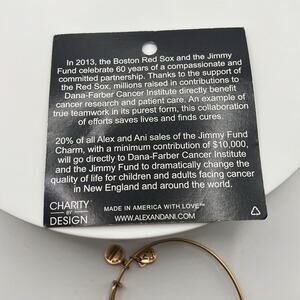 In 2013, the Boston Red Sox and the Jimmy
Fund celebrate 60 years of a compassionate and
committed partnership. Thanks to the support of
the Red Sox, millions raised in contributions to
Dana-Farber Cancer Institute directly benefit
cancer research and patient care. An example of
true teamwork in its purest form, this collaboration
of efforts saves lives and finds cures.
20% of all Alex and Ani sales of the Jimmy Fund
Charm, with a minimum contribution of $10,000,
will go directly to Dana-Farber Cancer Institute
and the Jimmy Fund to dramatically change the
quality of life for children and adults facing cancer
in New England and around the world.
CHARITY
BY
DESIGN
MADE IN AMERICA WITH LOVE™
WWW.ALEXANDANI.COM